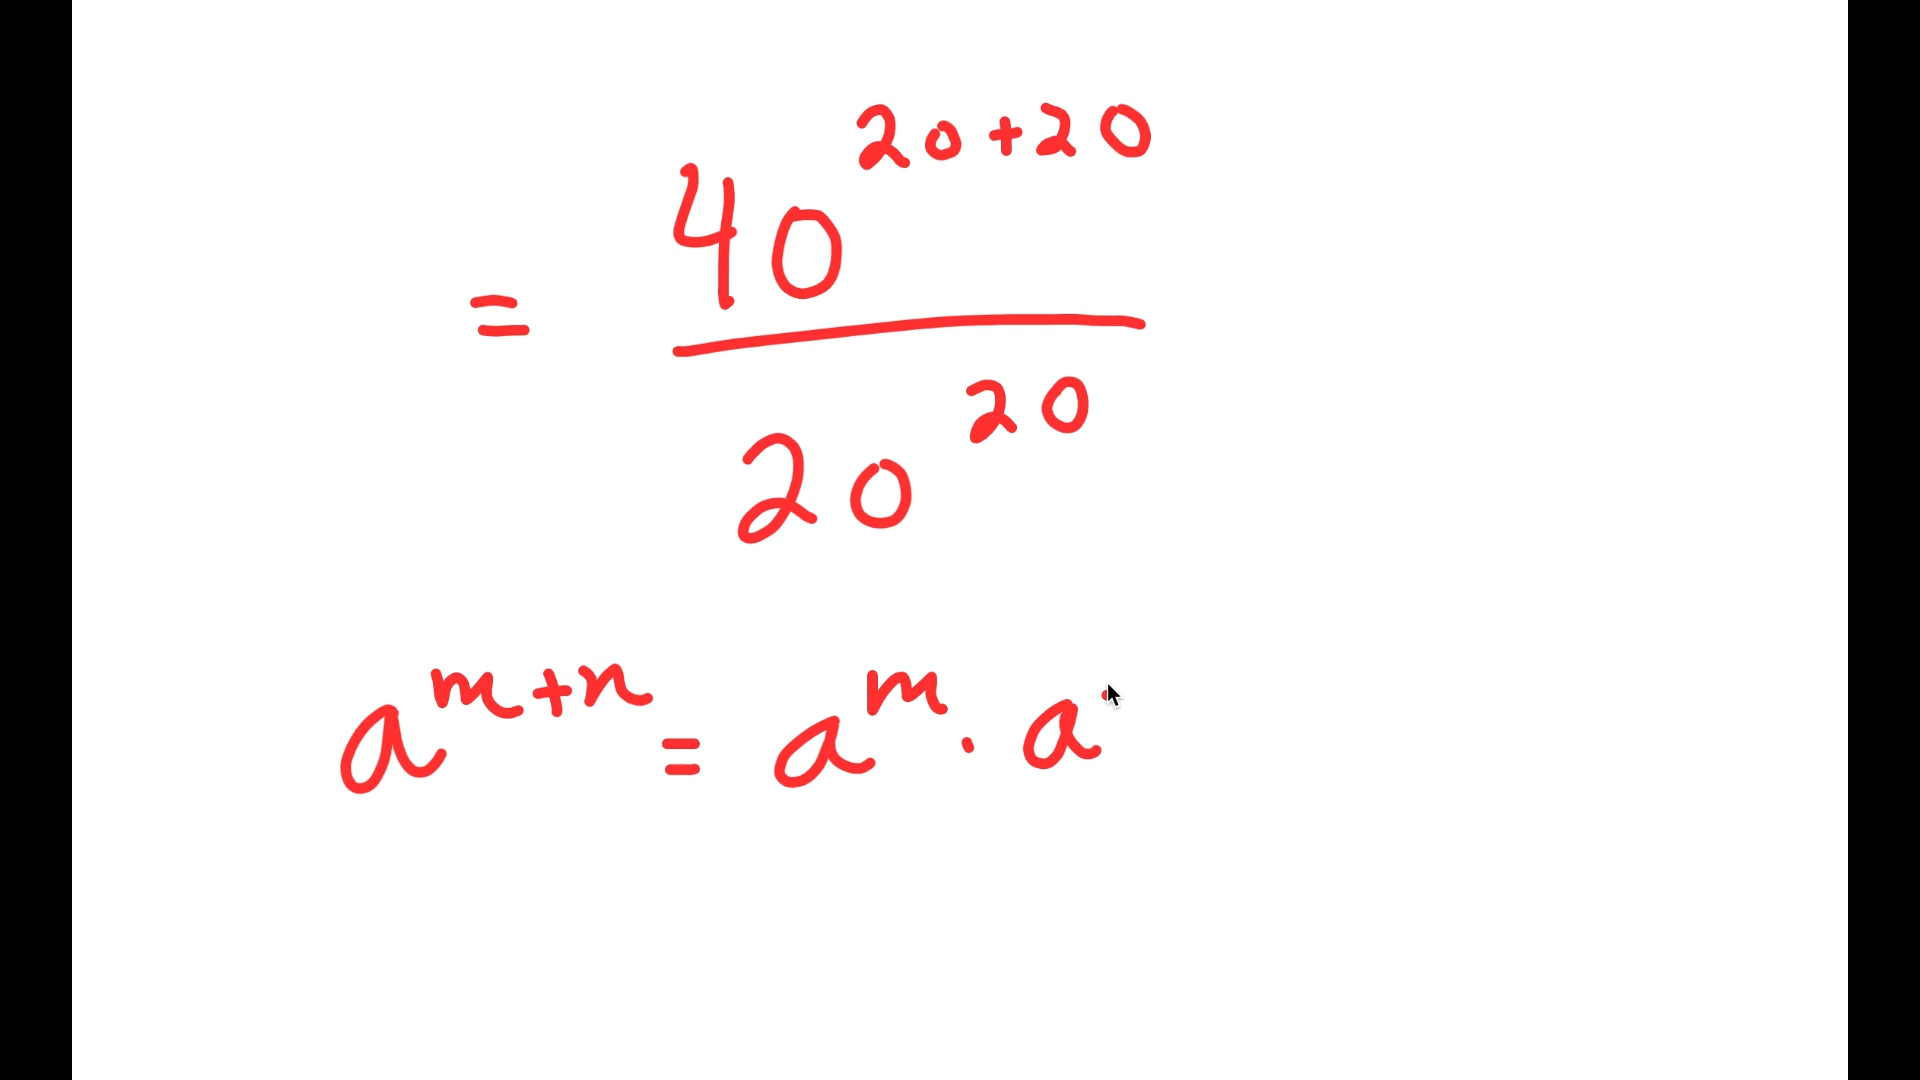 = 40^{20+20} / 20^{20}
a^{m+n} = a^m · a